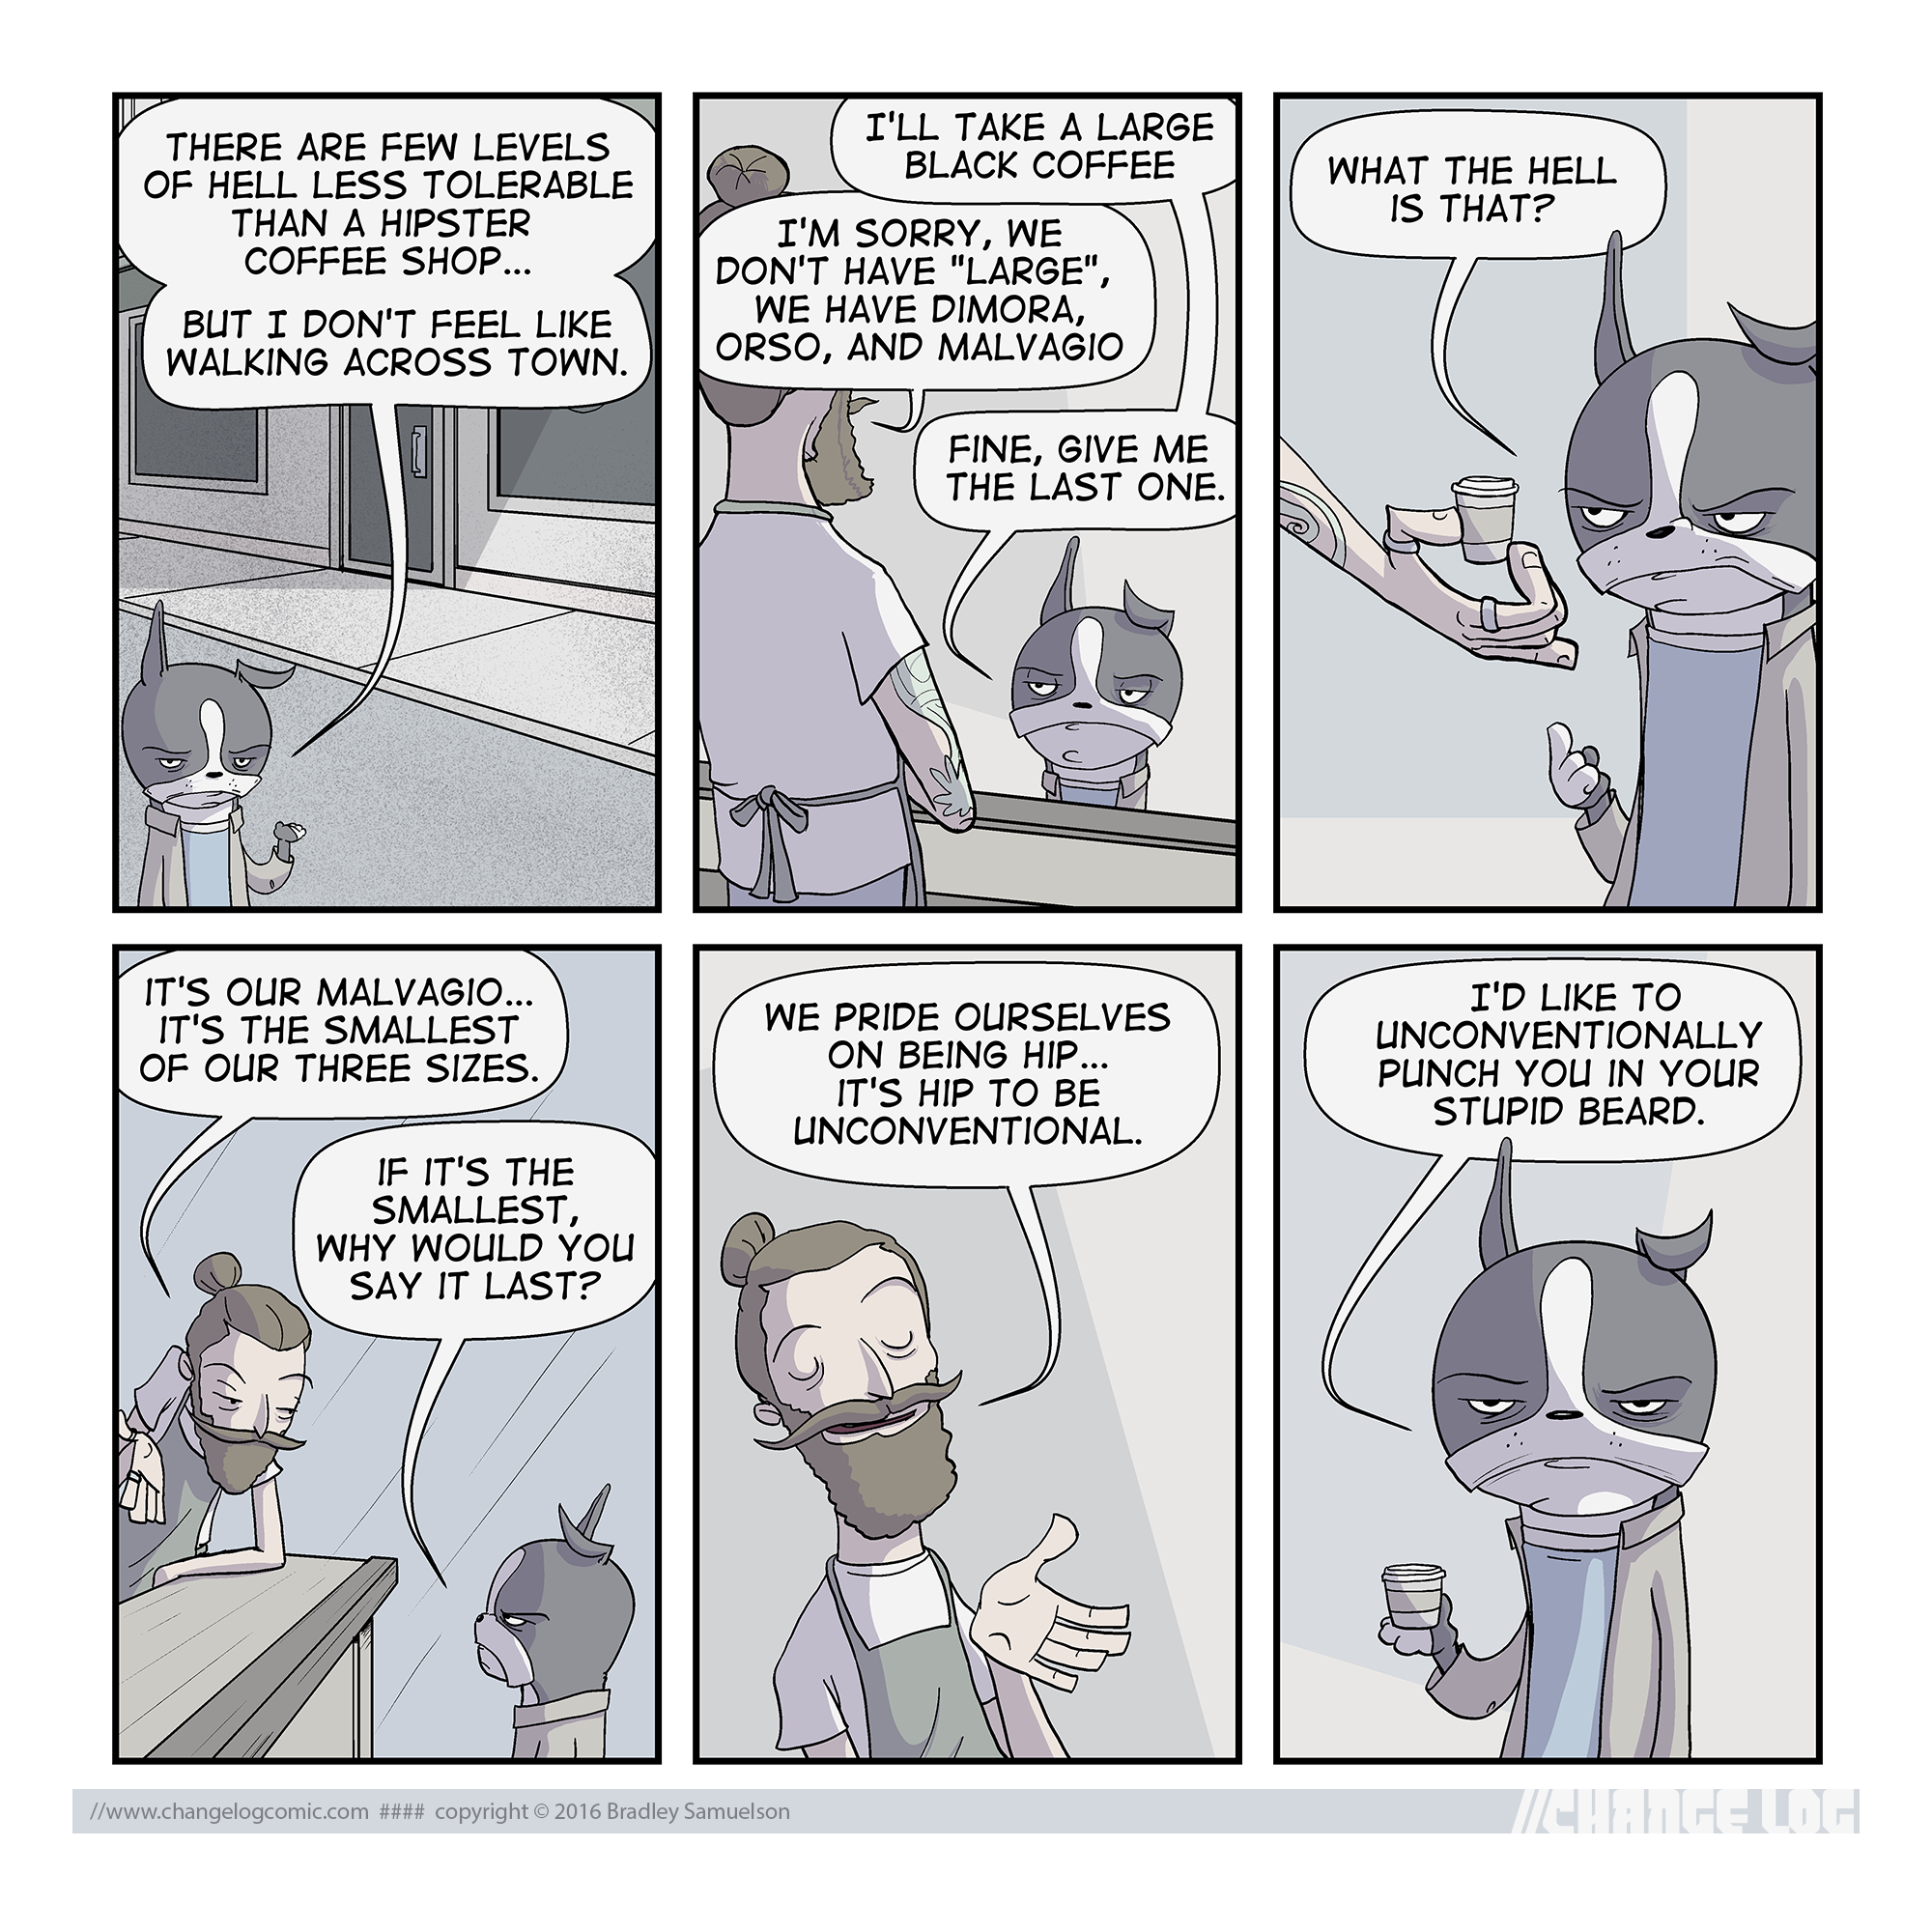 THERE ARE FEW LEVELS
OF HELL LESS TOLERABLE
THAN A HIPSTER
COFFEE SHOP...
BUT I DON'T FEEL LIKE
WALKING ACROSS TOWN.
I'LL TAKE A LARGE
BLACK COFFEE
I'M SORRY, WE
DON'T HAVE "LARGE",
WE HAVE DIMORA,
ORSO, AND MALVAGIO
FINE, GIVE ME
THE LAST ONE.
WHAT THE HELL
IS THAT?
IT'S OUR MALVAGIO...
IT'S THE SMALLEST
OF OUR THREE SIZES.
IF IT'S THE
SMALLEST,
WHY WOULD YOU
SAY IT LAST?
WE PRIDE OURSELVES
ON BEING HIP...
IT'S HIP TO BE
UNCONVENTIONAL.
I'D LIKE TO
UNCONVENTIONALLY
PUNCH YOU IN YOUR
STUPID BEARD.
//www.changelogcomic.com #### copyright © 2016 Bradley Samuelson
//CHANGE LOG